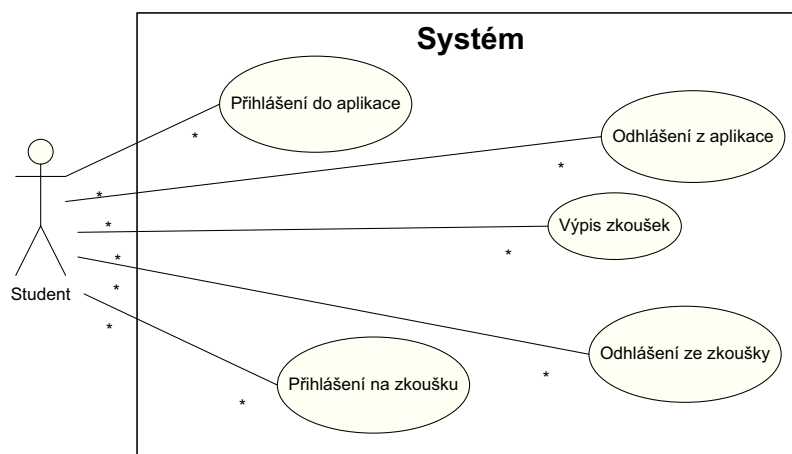 Systém
Přihlášení do aplikace
*
Odhlášení z aplikace
*
*
*
Výpis zkoušek
*
*
Student
*
*
Přihlášení na zkoušku
*
Odhlášení ze zkoušky
*